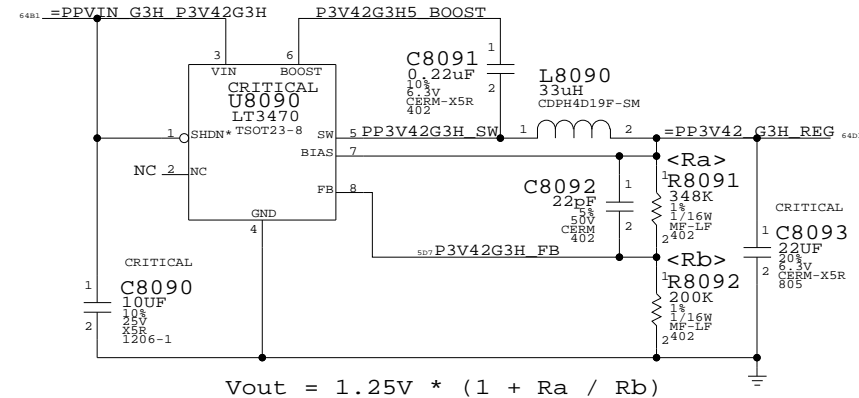 64B1 =PPVIN_G3H_P3V42G3H
P3V42G3H5_BOOST
3
6
VIN
BOOST
CRITICAL
U8090
LT3470
TSOT23-8
1 SHDN*
SW 5 PP3V42G3H_SW
BIAS 7
NC 2 NC
FB 8
GND
4
C8091
0.22uF
10%
6.3V
CERM-X5R
402
1
2
L8090
33uH
CDPH4D19F-SM
1 2
=PP3V42_G3H_REG
<Ra>
1
R8091
348K
1%
1/16W
MF-LF
2 402
C8092
22pF
5%
50V
CERM
402
1
2
5D7 P3V42G3H_FB
<Rb>
1
R8092
200K
1%
1/16W
MF-LF
2 402
CRITICAL
1
C8093
22UF
20%
6.3V
2 CERM-X5R
805
CRITICAL
1
C8090
10UF
10%
2 25V
X5R
1206-1
Vout = 1.25V * (1 + Ra / Rb)